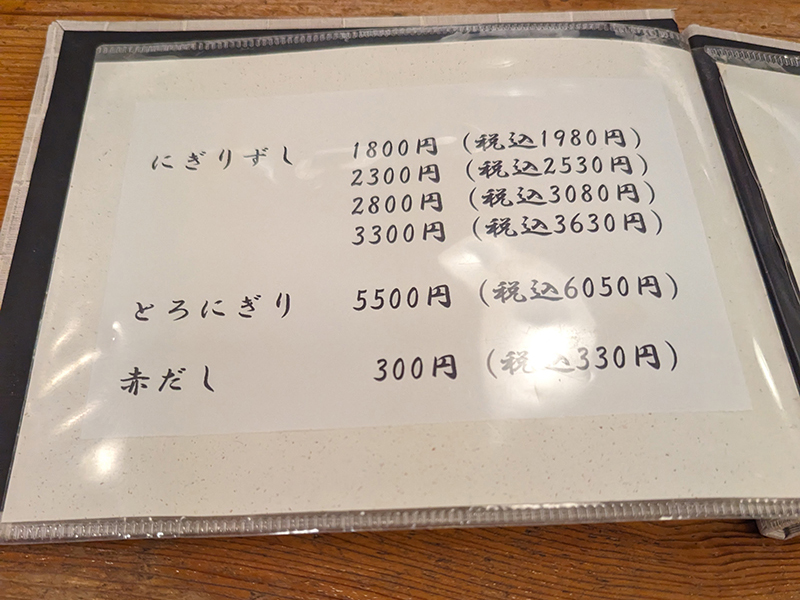 にぎりずし 1800円 (税込1980円)
2300円 (税込2530円)
2800円 (税込3080円)
3300円 (税込3630円)
とろにぎり 5500円 (税込6050円)
赤だし 300円 (税込330円)